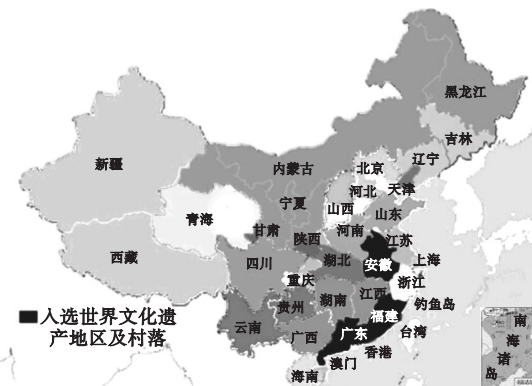 黑龙江
吉林
辽宁
新疆
内蒙古
北京
天津
河北
山西
宁夏
山东
青海
甘肃
陕西
河南
江苏
西藏
四川
湖北
安徽
上海
重庆
浙江
贵州
湖南
江西
钓鱼岛
福建
云南
广西
广东
台湾
香港
澳门
海南
南
海
诸
岛
入选世界文化遗
产地区及村落